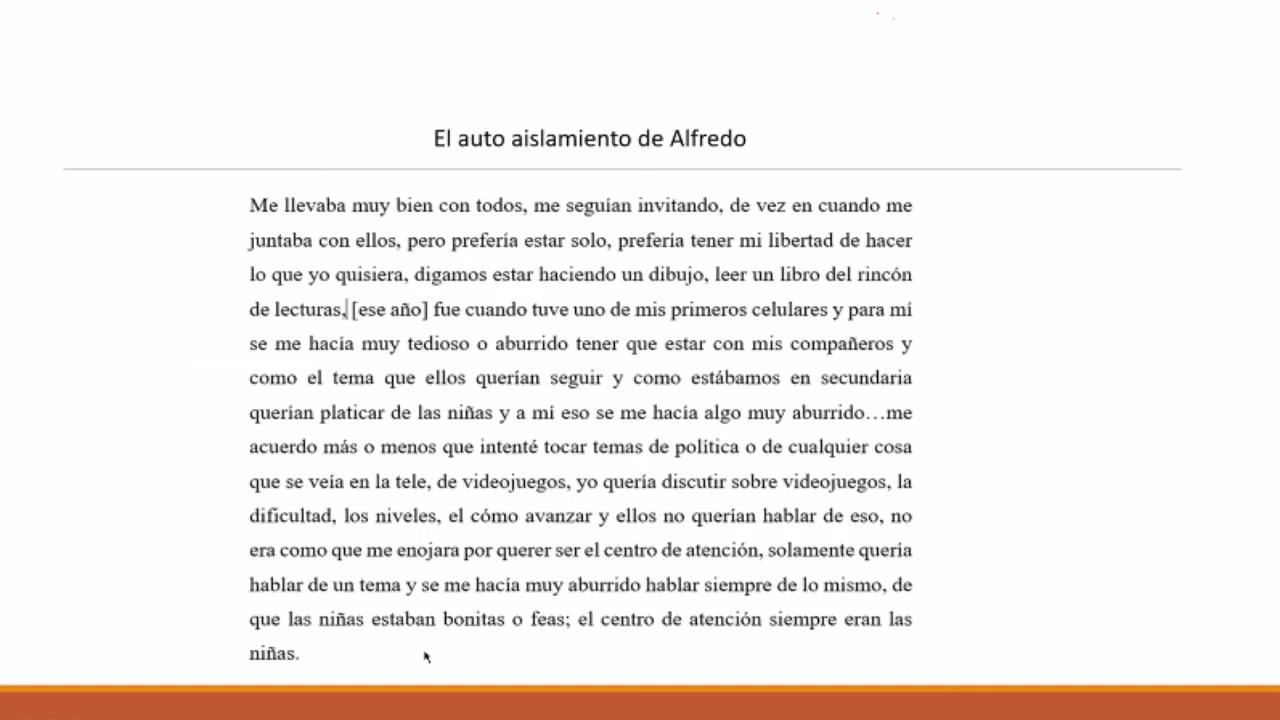 El auto aislamiento de Alfredo
Me llevaba muy bien con todos, me seguían invitando, de vez en cuando me
juntaba con ellos, pero prefería estar solo, prefería tener mi libertad de hacer
lo que yo quisiera, digamos estar haciendo un dibujo, leer un libro del rincón
de lecturas, [ese año] fue cuando tuve uno de mis primeros celulares y para mí
se me hacía muy tedioso o aburrido tener que estar con mis compañeros y
como el tema que ellos querían seguir y como estábamos en secundaria
querían platicar de las niñas y a mí eso se me hacía algo muy aburrido…me
acuerdo más o menos que intenté tocar temas de política o de cualquier cosa
que se veía en la tele, de videojuegos, yo quería discutir sobre videojuegos, la
dificultad, los niveles, el cómo avanzar y ellos no querían hablar de eso, no
era como que me enojara por querer ser el centro de atención, solamente quería
hablar de un tema y se me hacía muy aburrido hablar siempre de lo mismo, de
que las niñas estaban bonitas o feas; el centro de atención siempre eran las
niñas.